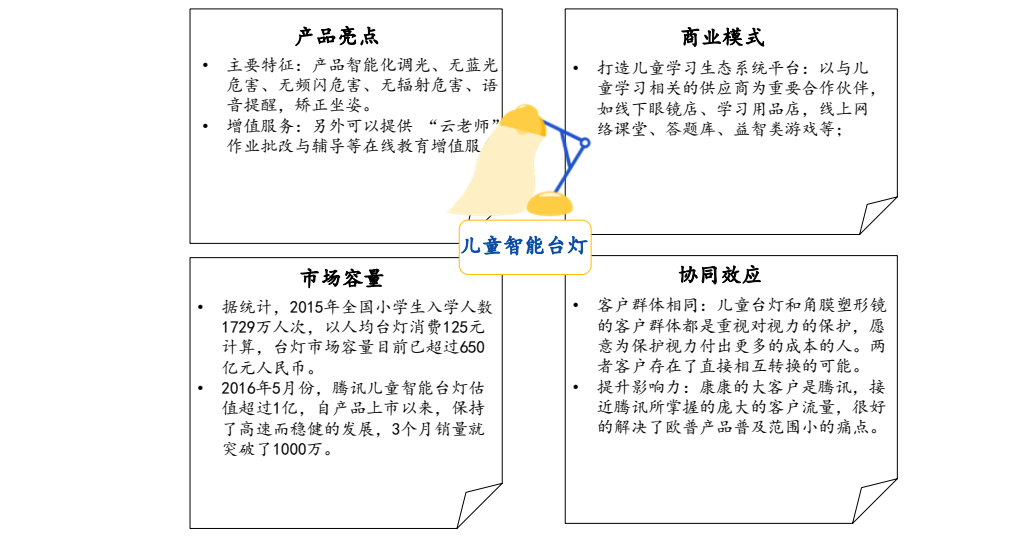 产品亮点
• 主要特征：产品智能化调光、无蓝光
危害、无频闪危害、无辐射危害、语
音提醒，矫正坐姿。
• 增值服务：另外可以提供 “云老师”
作业批改与辅导等在线教育增值服
商业模式
• 打造儿童学习生态系统平台：以与儿
童学习相关的供应商为重要合作伙伴，
如线下眼镜店、学习用品店，线上网
络课堂、答题库、益智类游戏等；
儿童智能台灯
市场容量
• 据统计，2015年全国小学生入学人数
1729万人次，以人均台灯消费125元
计算，台灯市场容量目前已超过650
亿元人民币。
• 2016年5月份，腾讯儿童智能台灯估
值超过1亿，自产品上市以来，保持
了高速而稳健的发展，3个月销量就
突破了1000万。
协同效应
• 客户群体相同：儿童台灯和角膜塑形镜
的客户群体都是重视对视力的保护，愿
意为保护视力付出更多的成本的人。两
者客户存在了直接相互转换的可能。
• 提升影响力：康康的大客户是腾讯，接
近腾讯所掌握的庞大的客户流量，很好
的解决了欧普产品普及范围小的痛点。